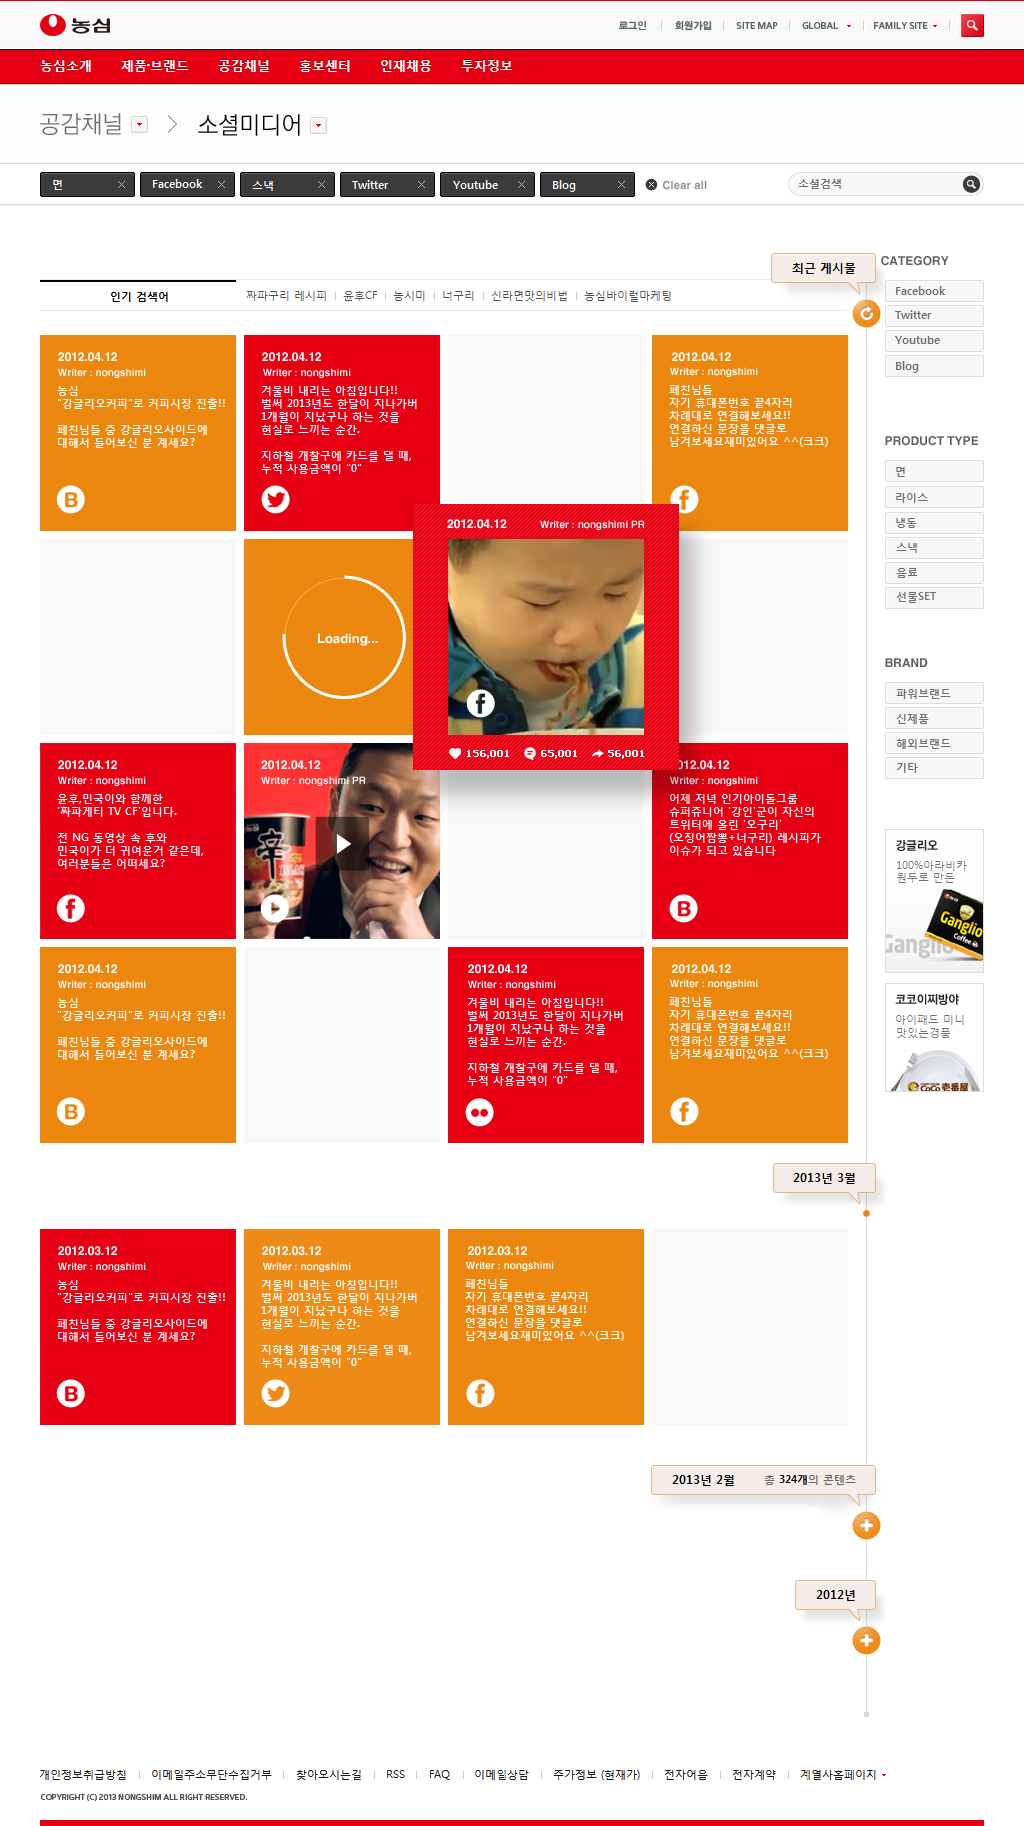 농심
로그인 회원가입 SITE MAP GLOBAL FAMILY SITE
농심소개 제품·브랜드 공감채널 홍보센터 인재채용 투자정보
공감채널 소셜미디어
면 Facebook 스낵 Twitter Youtube Blog Clear all 소셜검색
최근 게시물
인기 검색어 짜파구리 레시피 윤후CF 농시미 너구리 신라면맛의비법 농심바이럴마케팅
2012.04.12
Writer : nongshimi
농심
"강글리오커피"로 커피시장 진출!!
페친님들 중 강글리오사이드에
대해서 들어보신 분 계세요?
2012.04.12
Writer : nongshimi
겨울비 내리는 아침입니다!!
벌써 2013년도 한달이 지나가버
1개월이 지났구나 하는 것을
현실로 느끼는 순간.
지하철 개찰구에 카드를 댈 때,
누적 사용금액이 "0"
2012.04.12
Writer : nongshimi
페친님들
자기 휴대폰번호 끝4자리
차례대로 연결해보세요!!
연결하신 문장을 댓글로
남겨보세요재미있어요 ^^(크크)
Loading...
2012.04.12 Writer : nongshimi PR
156,001 65,001 56,001
2012.04.12
Writer : nongshimi
윤후,민국이와 함께한
'짜파게티 TV CF'입니다.
전 NG 동영상 속 후와
민국이가 더 귀여운거 같은데,
여러분들은 어떠세요?
2012.04.12
Writer : nongshimi PR
辛
2012.04.12
Writer : nongshimi
어제 저녁 인기아이돌그룹
슈퍼쥬니어 '강인'군이 자신의
트위터에 올린 '오구리'
(오징어짬뽕+너구리) 레시피가
이슈가 되고 있습니다
2012.04.12
Writer : nongshimi
농심
"강글리오커피"로 커피시장 진출!!
페친님들 중 강글리오사이드에
대해서 들어보신 분 계세요?
2012.04.12
Writer : nongshimi
겨울비 내리는 아침입니다!!
벌써 2013년도 한달이 지나가버
1개월이 지났구나 하는 것을
현실로 느끼는 순간.
지하철 개찰구에 카드를 댈 때,
누적 사용금액이 "0"
2012.04.12
Writer : nongshimi
페친님들
자기 휴대폰번호 끝4자리
차례대로 연결해보세요!!
연결하신 문장을 댓글로
남겨보세요재미있어요 ^^(크크)
2013년 3월
2012.03.12
Writer : nongshimi
농심
"강글리오커피"로 커피시장 진출!!
페친님들 중 강글리오사이드에
대해서 들어보신 분 계세요?
2012.03.12
Writer : nongshimi
겨울비 내리는 아침입니다!!
벌써 2013년도 한달이 지나가버
1개월이 지났구나 하는 것을
현실로 느끼는 순간.
지하철 개찰구에 카드를 댈 때,
누적 사용금액이 "0"
2012.03.12
Writer : nongshimi
페친님들
자기 휴대폰번호 끝4자리
차례대로 연결해보세요!!
연결하신 문장을 댓글로
남겨보세요재미있어요 ^^(크크)
2013년 2월 총 324개의 콘텐츠
2012년
CATEGORY
Facebook
Twitter
Youtube
Blog
PRODUCT TYPE
면
라이스
냉동
스낵
음료
선물SET
BRAND
파워브랜드
신제품
해외브랜드
기타
강글리오
100%아라비카
원두로 만든
Ganglio
Coffee
Ganglio
코코이찌방야
아이패드 미니
맛있는경품
CoCo壱番屋
개인정보취급방침 이메일주소무단수집거부 찾아오시는길 RSS FAQ 이메일상담 주가정보 (현재가) 전자어음 전자계약 계열사홈페이지
COPYRIGHT (C) 2013 NONGSHIM ALL RIGHT RESERVED.